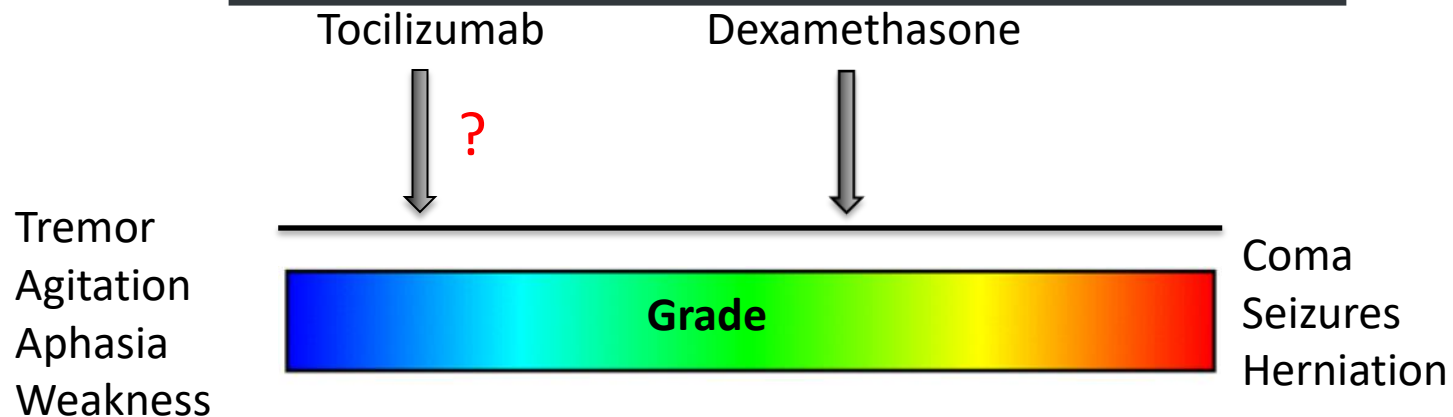 Tocilizumab
Dexamethasone
?
Tremor
Agitation
Aphasia
Weakness
Grade
Coma
Seizures
Herniation